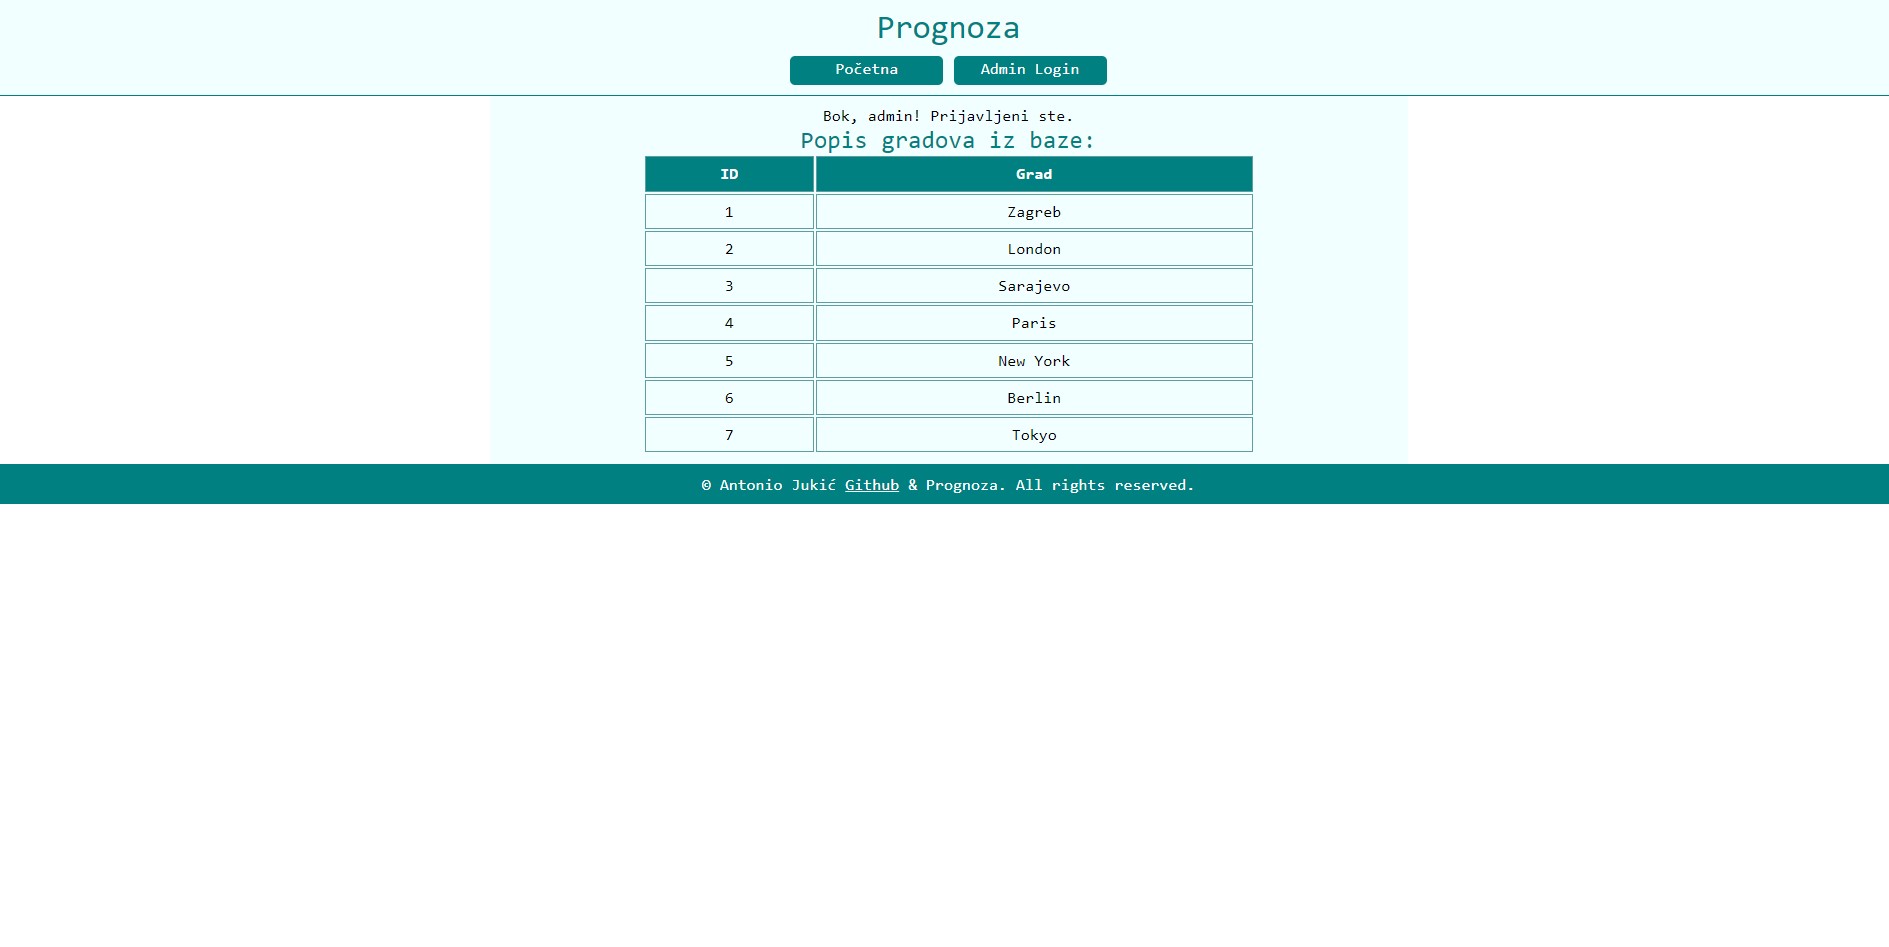 Prognoza
Početna Admin Login
Bok, admin! Prijavljeni ste.
Popis gradova iz baze:
ID Grad
1 Zagreb
2 London
3 Sarajevo
4 Paris
5 New York
6 Berlin
7 Tokyo
© Antonio Jukić Github & Prognoza. All rights reserved.